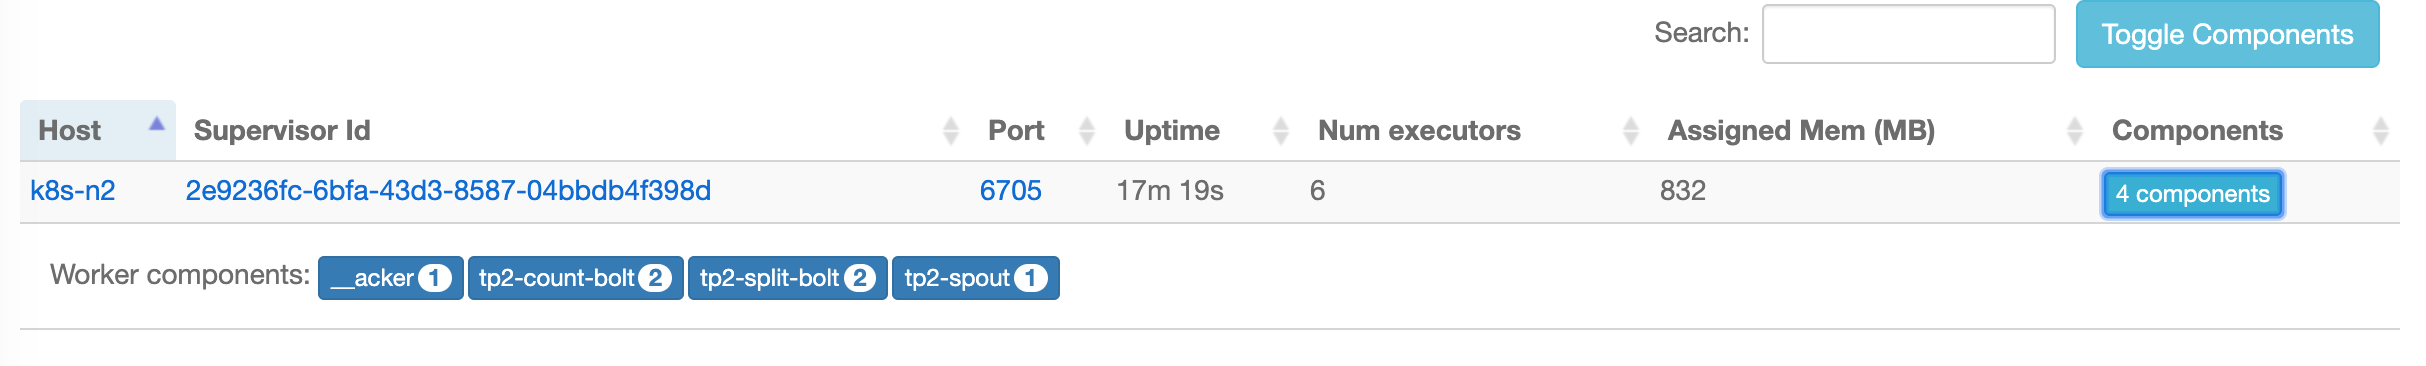 Search: Toggle Components
Host Supervisor Id Port Uptime Num executors Assigned Mem (MB) Components
k8s-n2 2e9236fc-6bfa-43d3-8587-04bbdb4f398d 6705 17m 19s 6 832 4 components
Worker components: __acker 1 tp2-count-bolt 2 tp2-split-bolt 2 tp2-spout 1